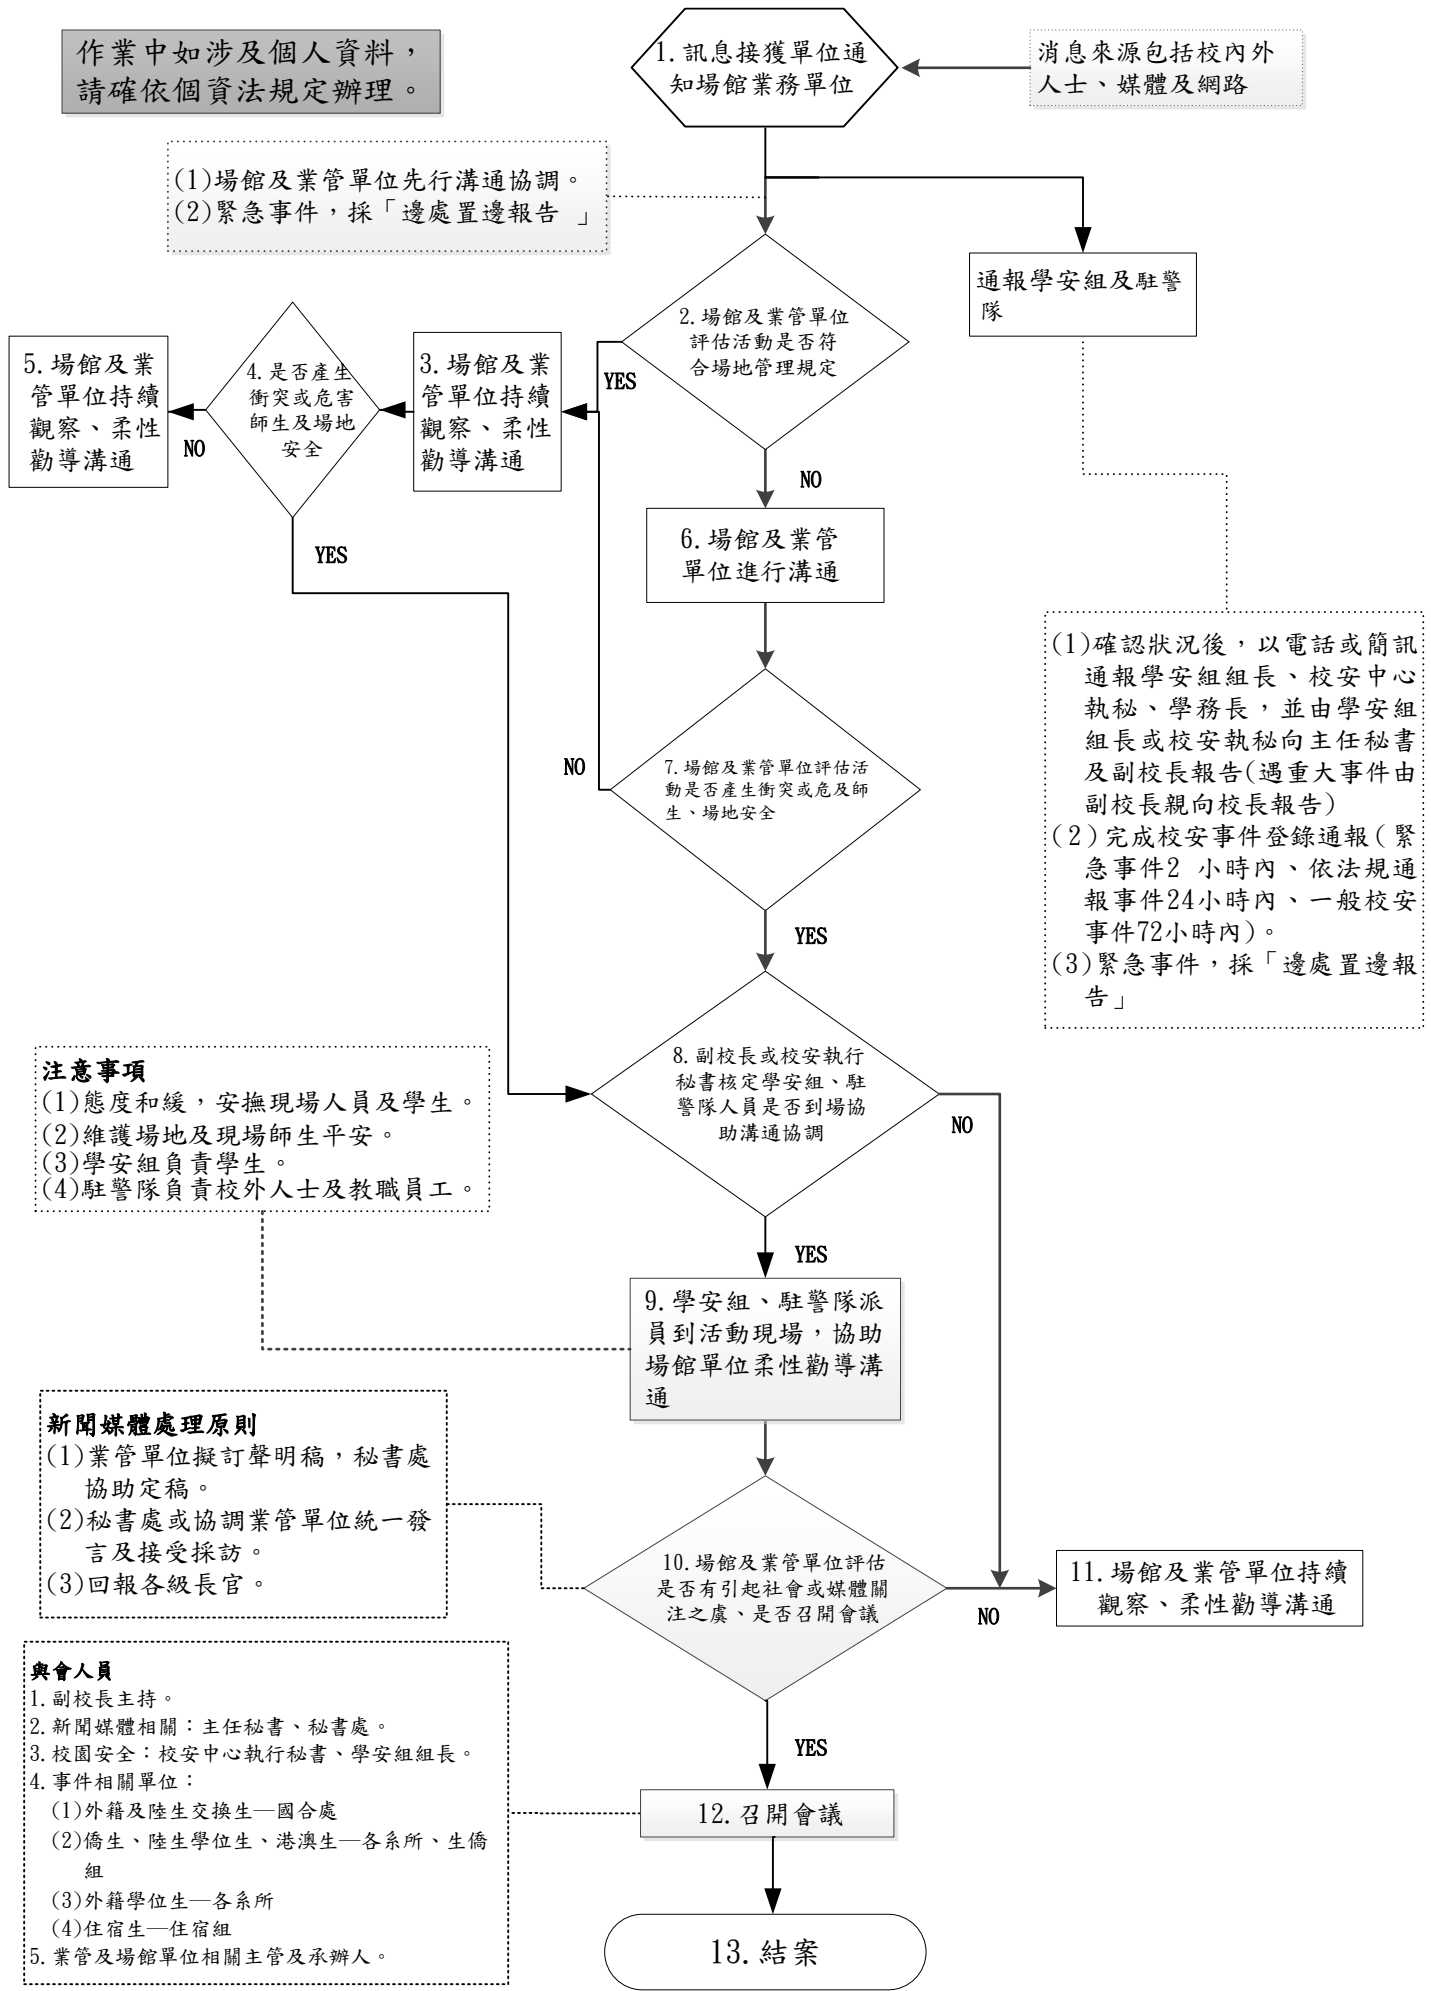 作業中如涉及個人資料，
請確依個資法規定辦理。
1.訊息接獲單位通
知場館業務單位
消息來源包括校內外
人士、媒體及網路
(1)場館及業管單位先行溝通協調。
(2)緊急事件，採「邊處置邊報告 」
通報學安組及駐警
隊
2.場館及業管單位
評估活動是否符
合場地管理規定
YES
NO
3.場館及業
管單位持續
觀察、柔性
勸導溝通
4.是否產生
衝突或危害
師生及場地
安全
NO
YES
5.場館及業
管單位持續
觀察、柔性
勸導溝通
6.場館及業管
單位進行溝通
7.場館及業管單位評估活
動是否產生衝突或危及師
生、場地安全
NO
YES
(1)確認狀況後，以電話或簡訊
通報學安組組長、校安中心
執秘、學務長，並由學安組
組長或校安執秘向主任秘書
及副校長報告(遇重大事件由
副校長親向校長報告)
(2)完成校安事件登錄通報(緊
急事件2 小時內、依法規通
報事件24小時內、一般校安
事件72小時內)。
(3)緊急事件，採「邊處置邊報
告」
8.副校長或校安執行
秘書核定學安組、駐
警隊人員是否到場協
助溝通協調
NO
YES
注意事項
(1)態度和緩，安撫現場人員及學生。
(2)維護場地及現場師生平安。
(3)學安組負責學生。
(4)駐警隊負責校外人士及教職員工。
9.學安組、駐警隊派
員到活動現場，協助
場館單位柔性勸導溝
通
新聞媒體處理原則
(1)業管單位擬訂聲明稿，秘書處
協助定稿。
(2)秘書處或協調業管單位統一發
言及接受採訪。
(3)回報各級長官。
10.場館及業管單位評估
是否有引起社會或媒體關
注之虞、是否召開會議
NO
YES
11.場館及業管單位持續
觀察、柔性勸導溝通
與會人員
1.副校長主持。
2.新聞媒體相關：主任秘書、秘書處。
3.校園安全：校安中心執行秘書、學安組組長。
4.事件相關單位：
(1)外籍及陸生交換生—國合處
(2)僑生、陸生學位生、港澳生—各系所、生僑
組
(3)外籍學位生—各系所
(4)住宿生—住宿組
5.業管及場館單位相關主管及承辦人。
12.召開會議
13.結案